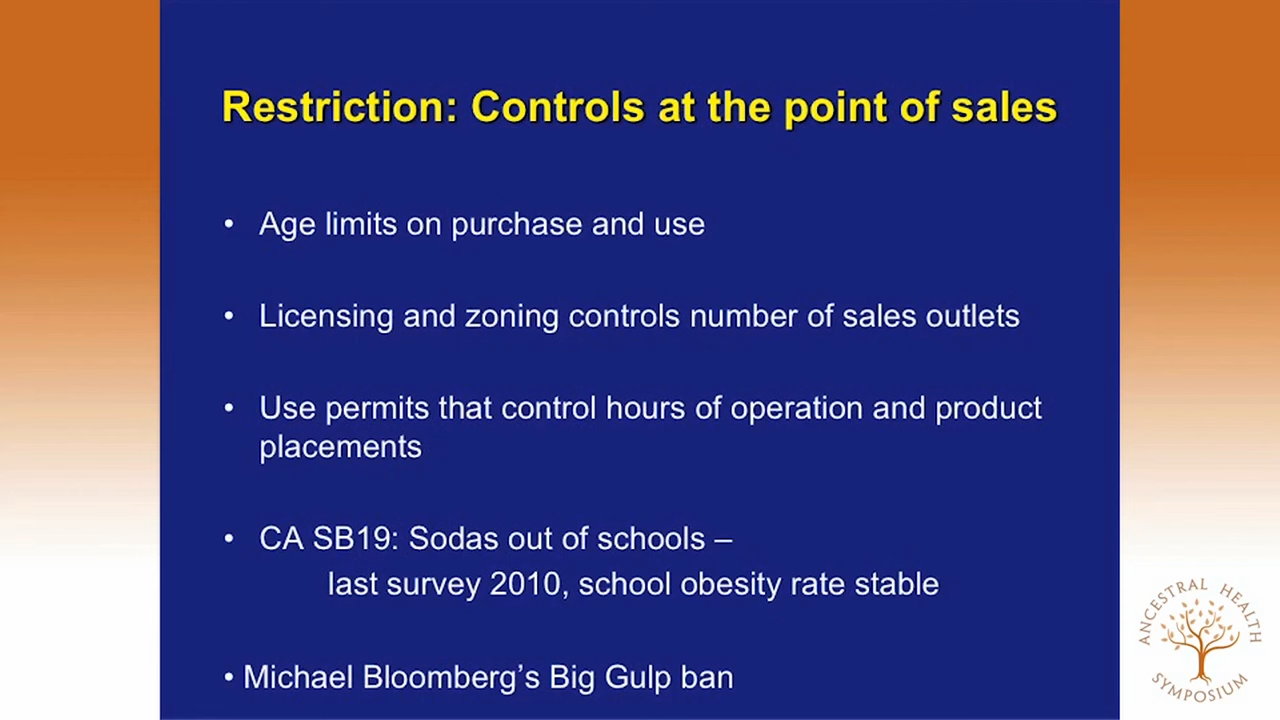 Restriction: Controls at the point of sales
• Age limits on purchase and use
• Licensing and zoning controls number of sales outlets
• Use permits that control hours of operation and product
placements
• CA SB19: Sodas out of schools –
last survey 2010, school obesity rate stable
• Michael Bloomberg’s Big Gulp ban
ANCESTRAL HEALTH
SYMPOSIUM